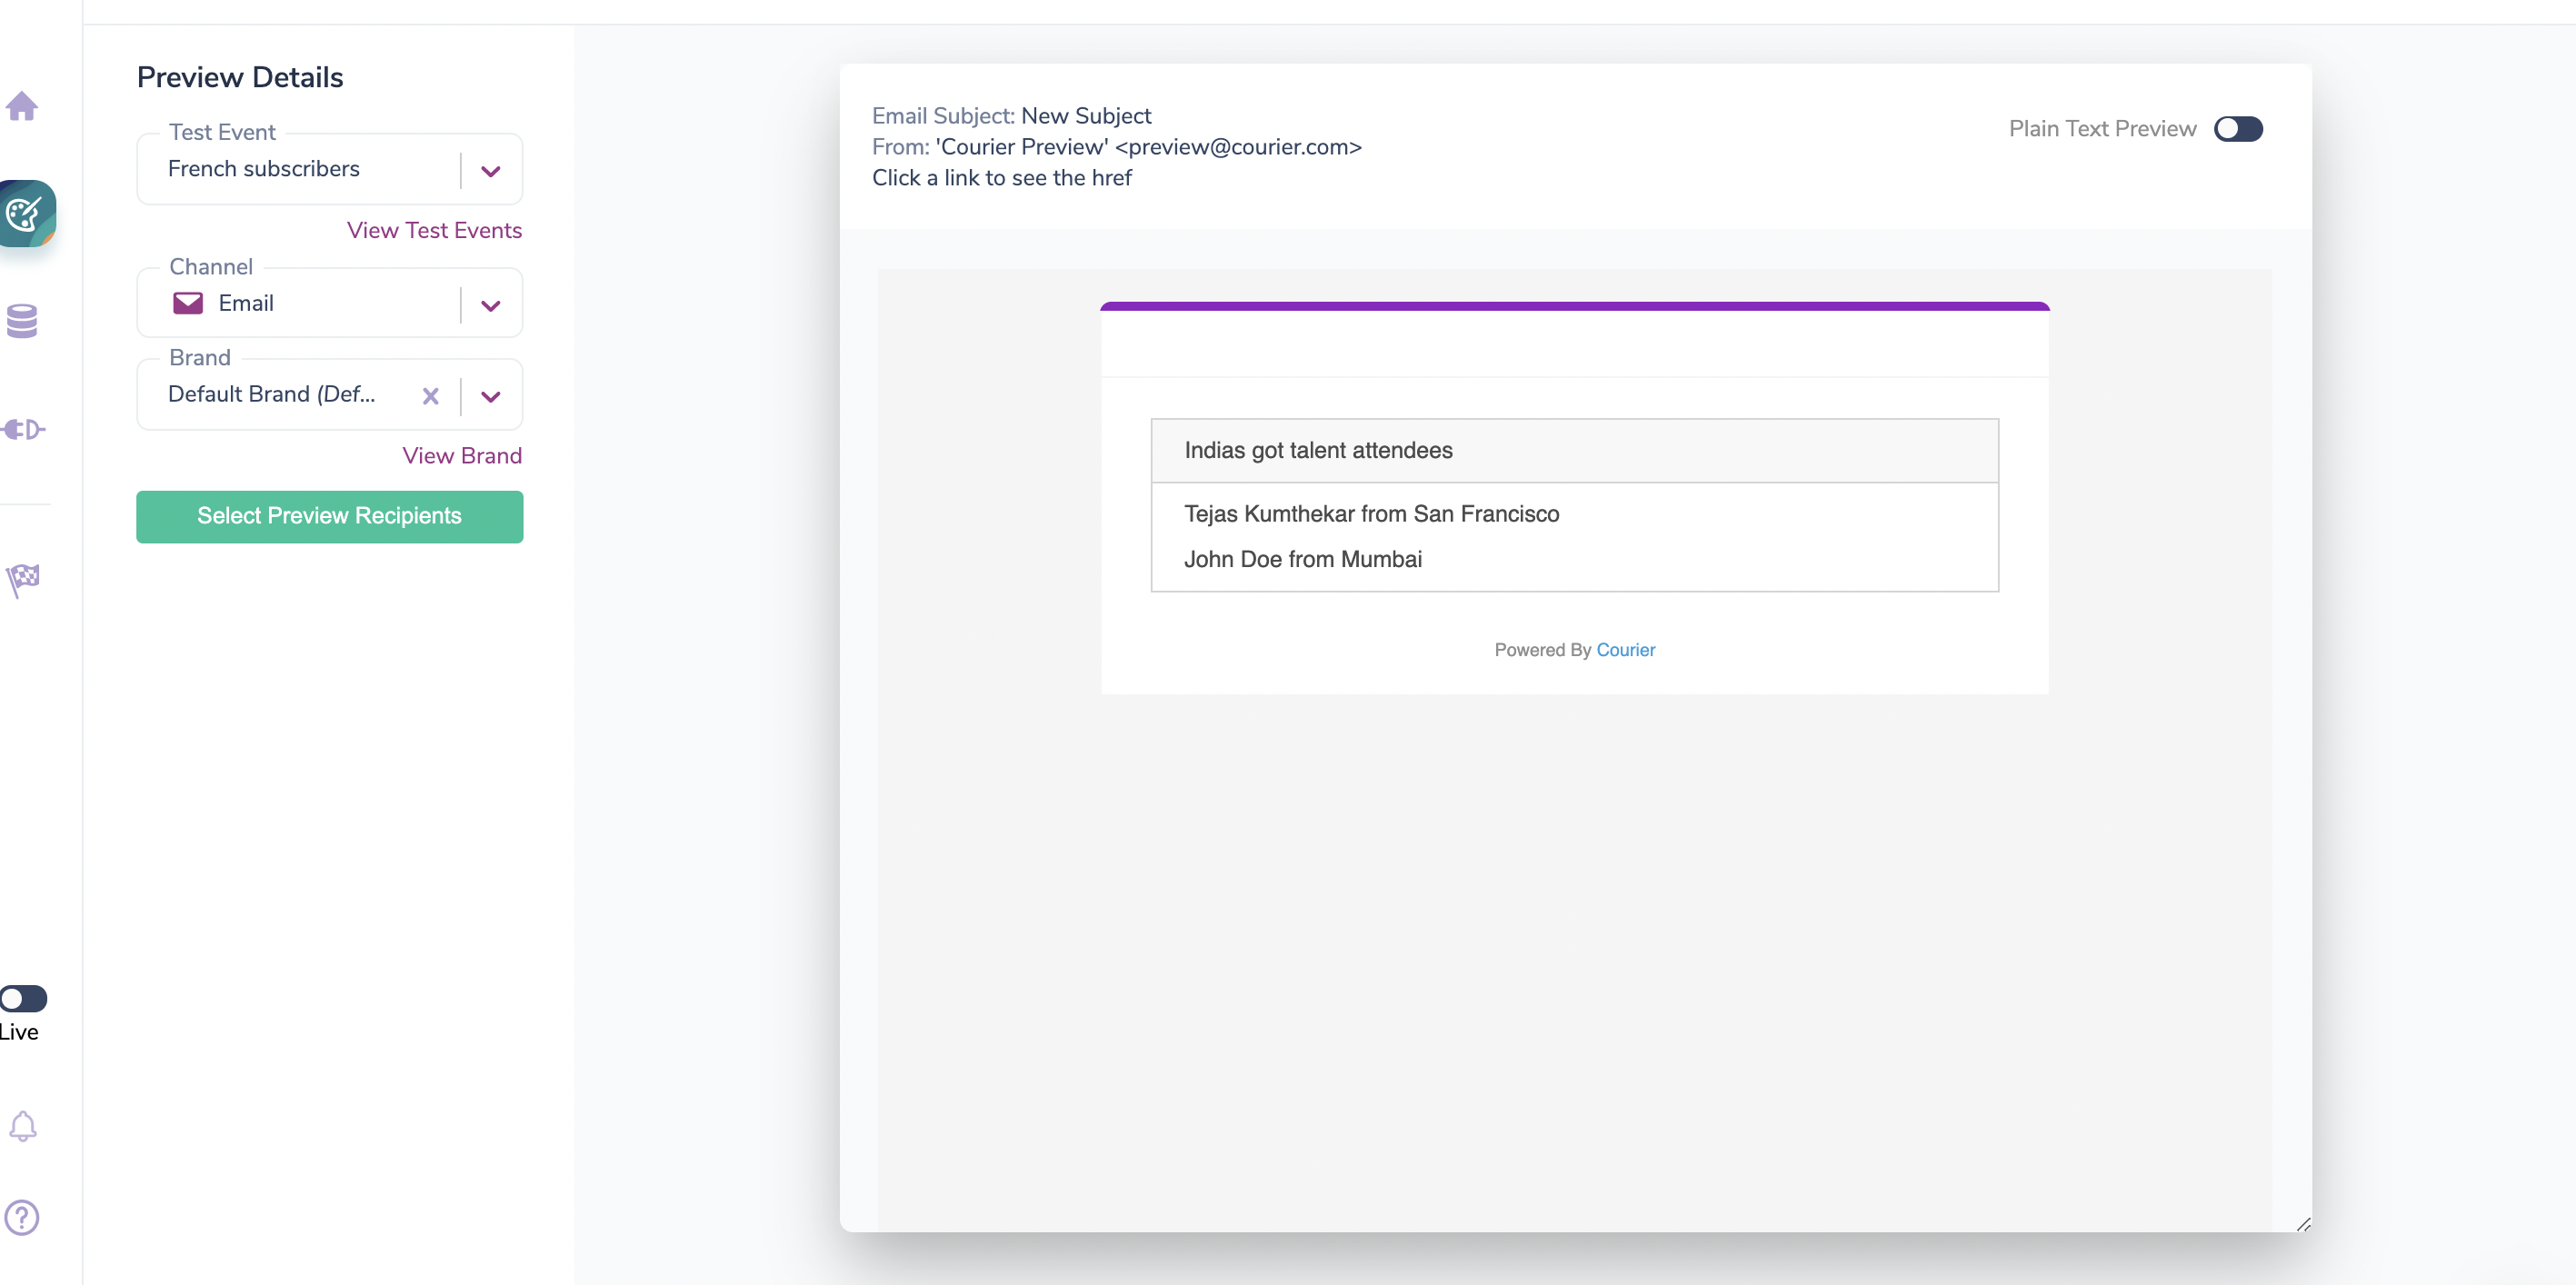 Preview Details
Test Event
French subscribers
View Test Events
Channel
Email
Brand
Default Brand (Def...
View Brand
Select Preview Recipients
Live
Email Subject: New Subject
From: 'Courier Preview' <preview@courier.com>
Click a link to see the href
Plain Text Preview
Indias got talent attendees
Tejas Kumthekar from San Francisco
John Doe from Mumbai
Powered By Courier